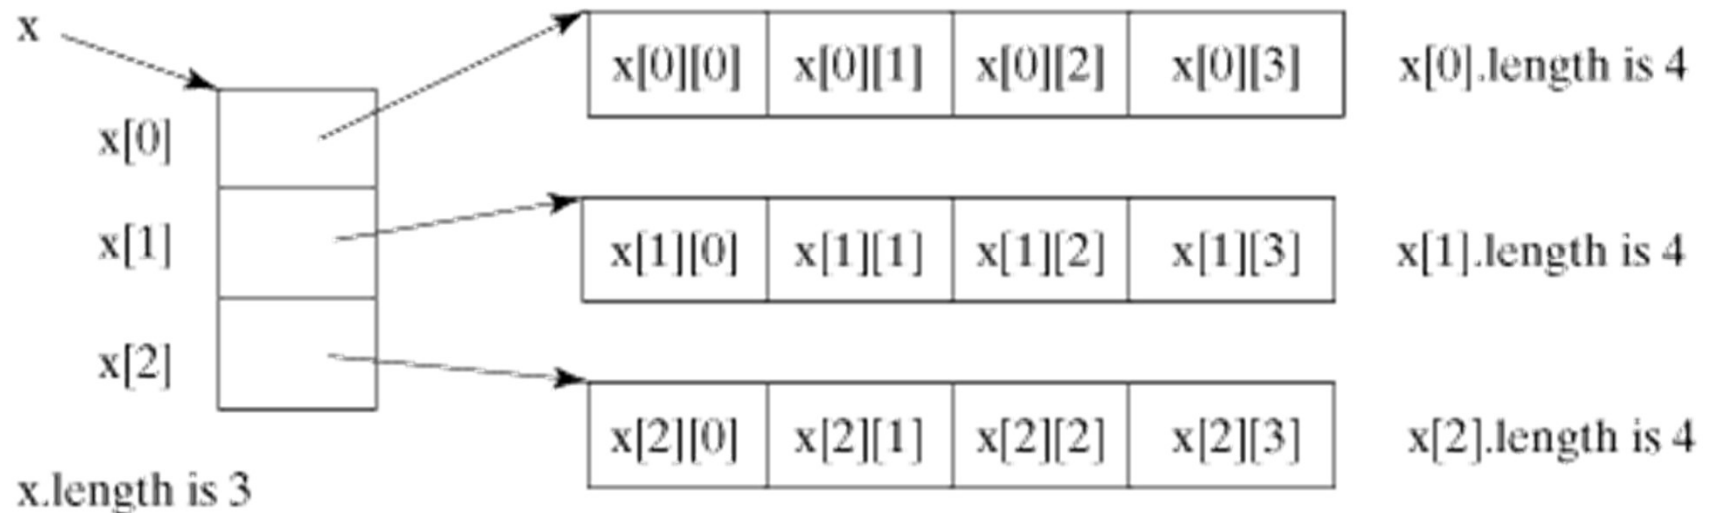 x
x[0][0] x[0][1] x[0][2] x[0][3] x[0].length is 4
x[0]
x[1] x[1][0] x[1][1] x[1][2] x[1][3] x[1].length is 4
x[2]
x[2][0] x[2][1] x[2][2] x[2][3] x[2].length is 4
x.length is 3